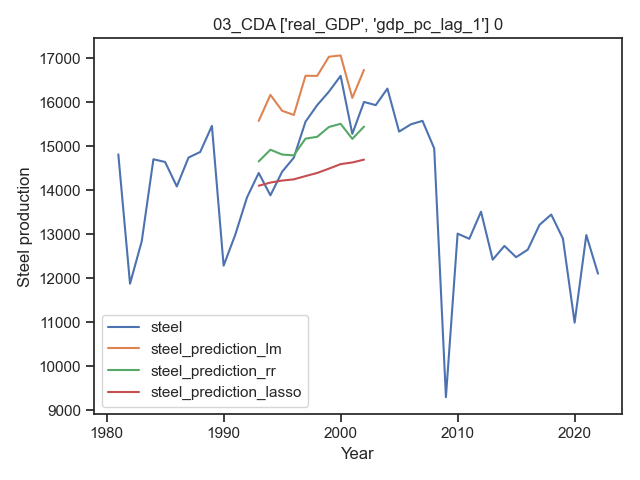 03_CDA ['real_GDP', 'gdp_pc_lag_1'] 0
Steel production
17000
16000
15000
14000
13000
12000
11000
10000
9000
steel
steel_prediction_lm
steel_prediction_rr
steel_prediction_lasso
1980
1990
2000
2010
2020
Year